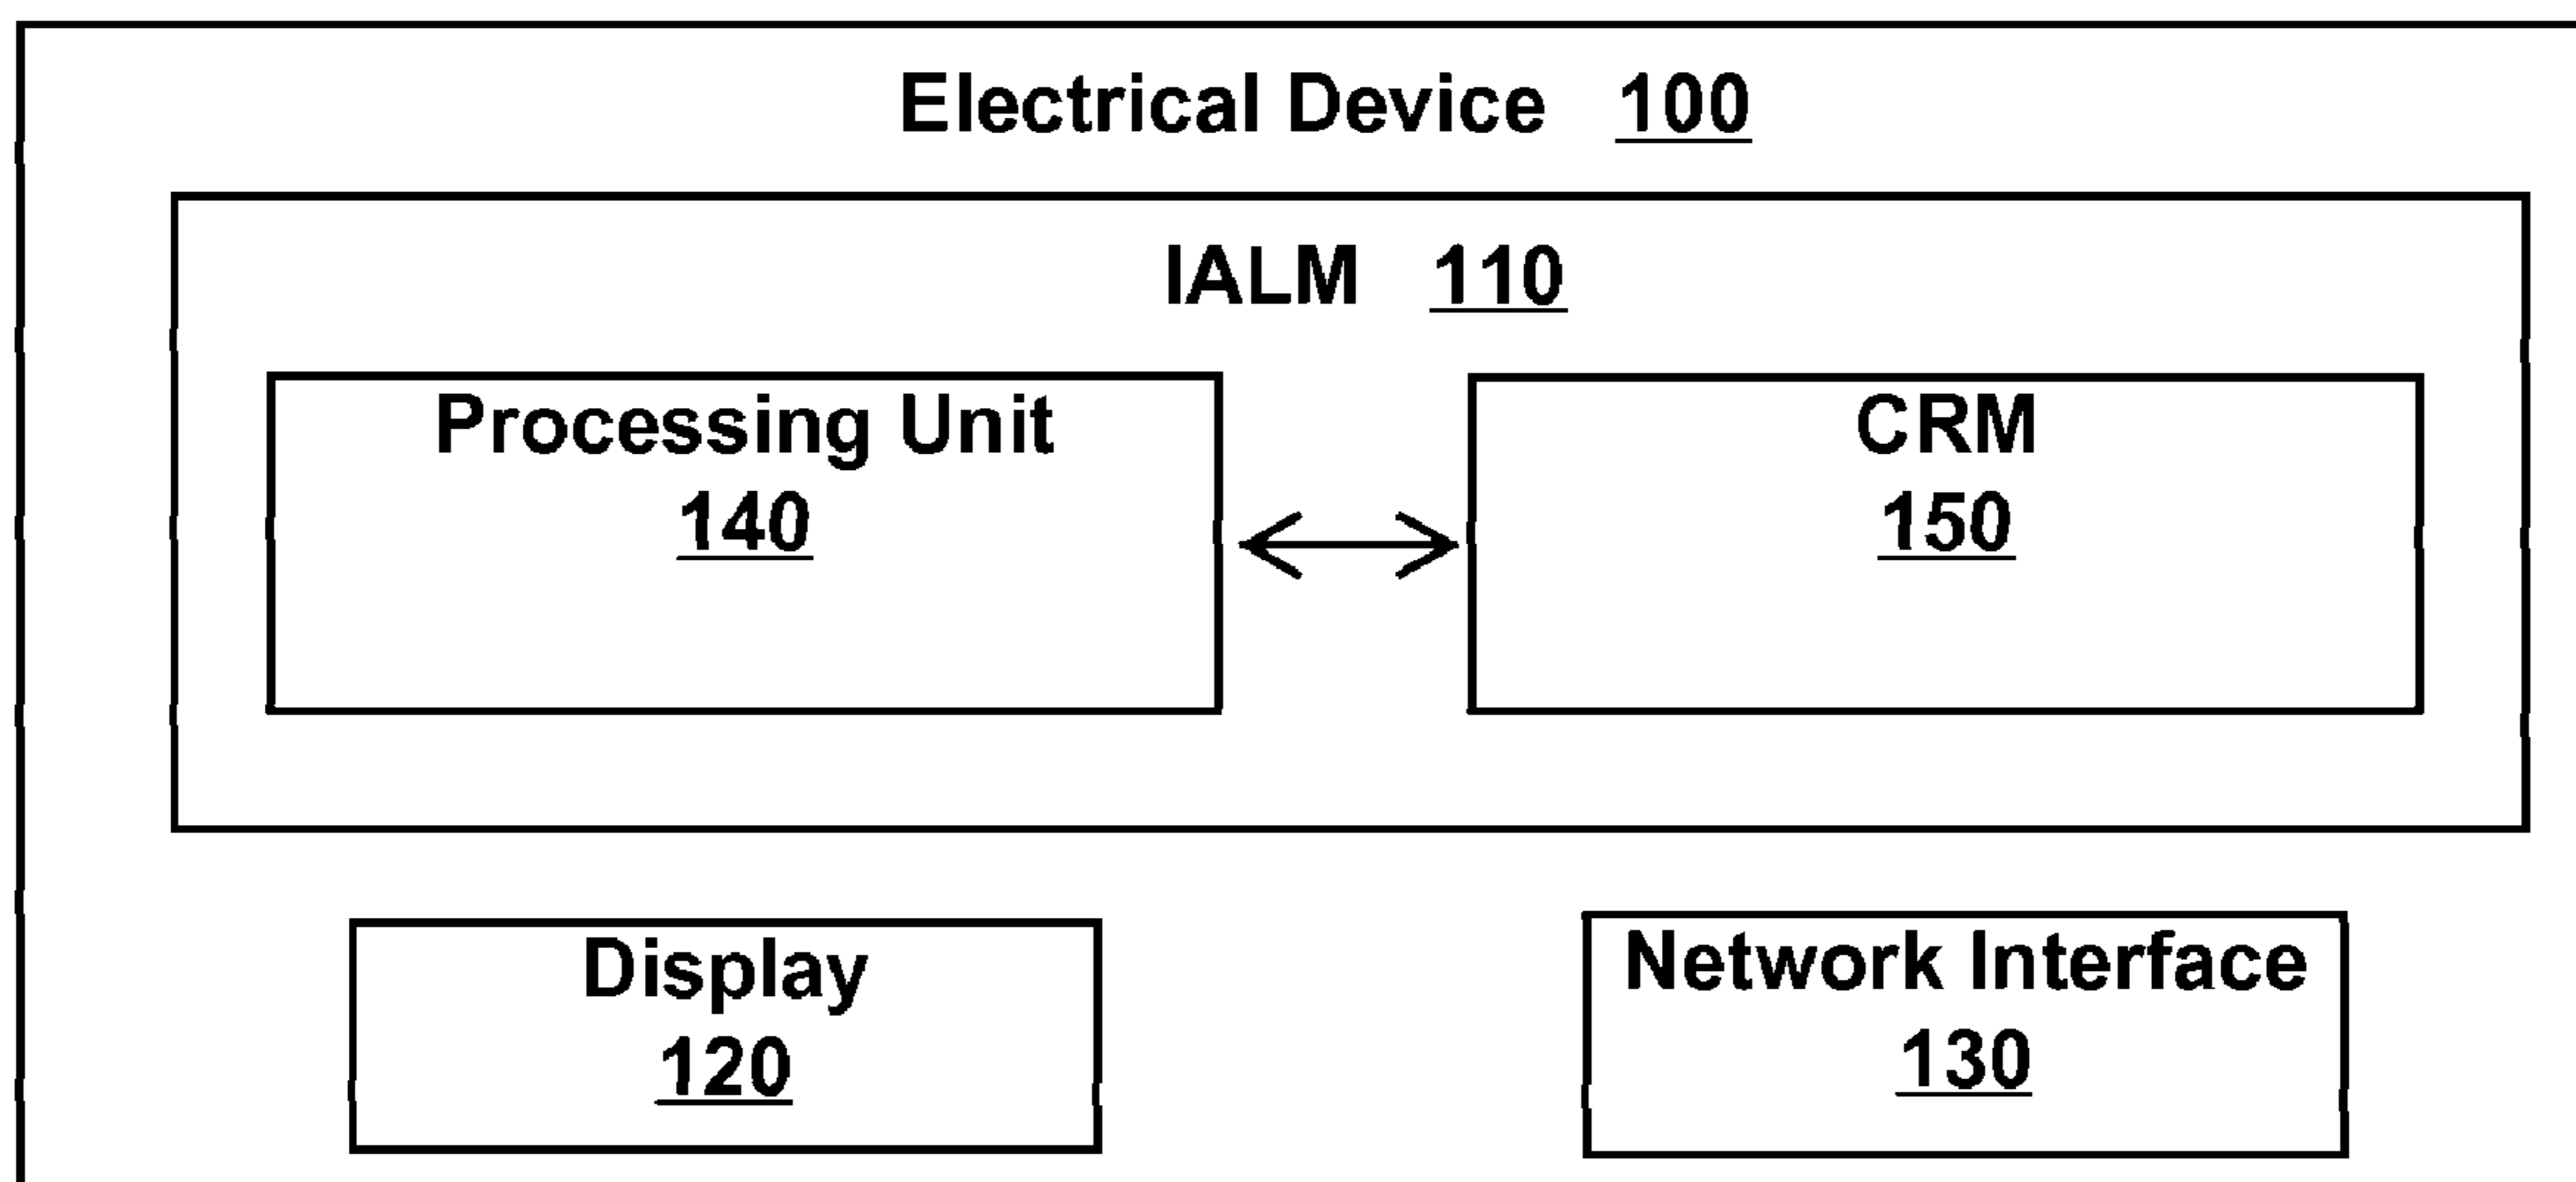 Electrical Device 100
IALM 110
Processing Unit
140
CRM
150
Display
120
Network Interface
130